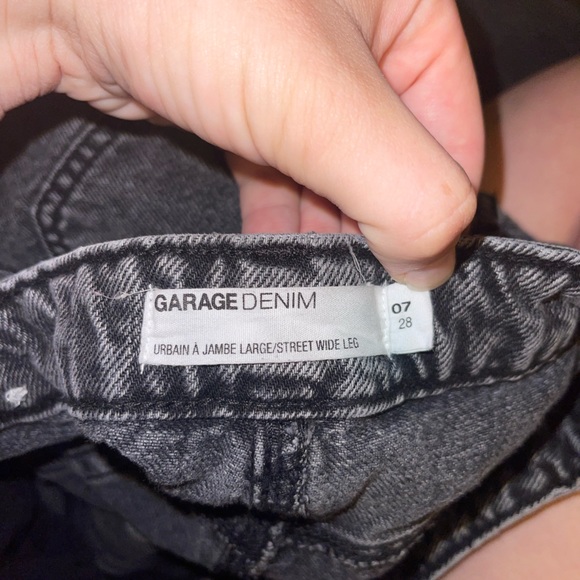 GARAGE DENIM
URBAIN À JAMBE LARGE/STREET WIDE LEG
07
28